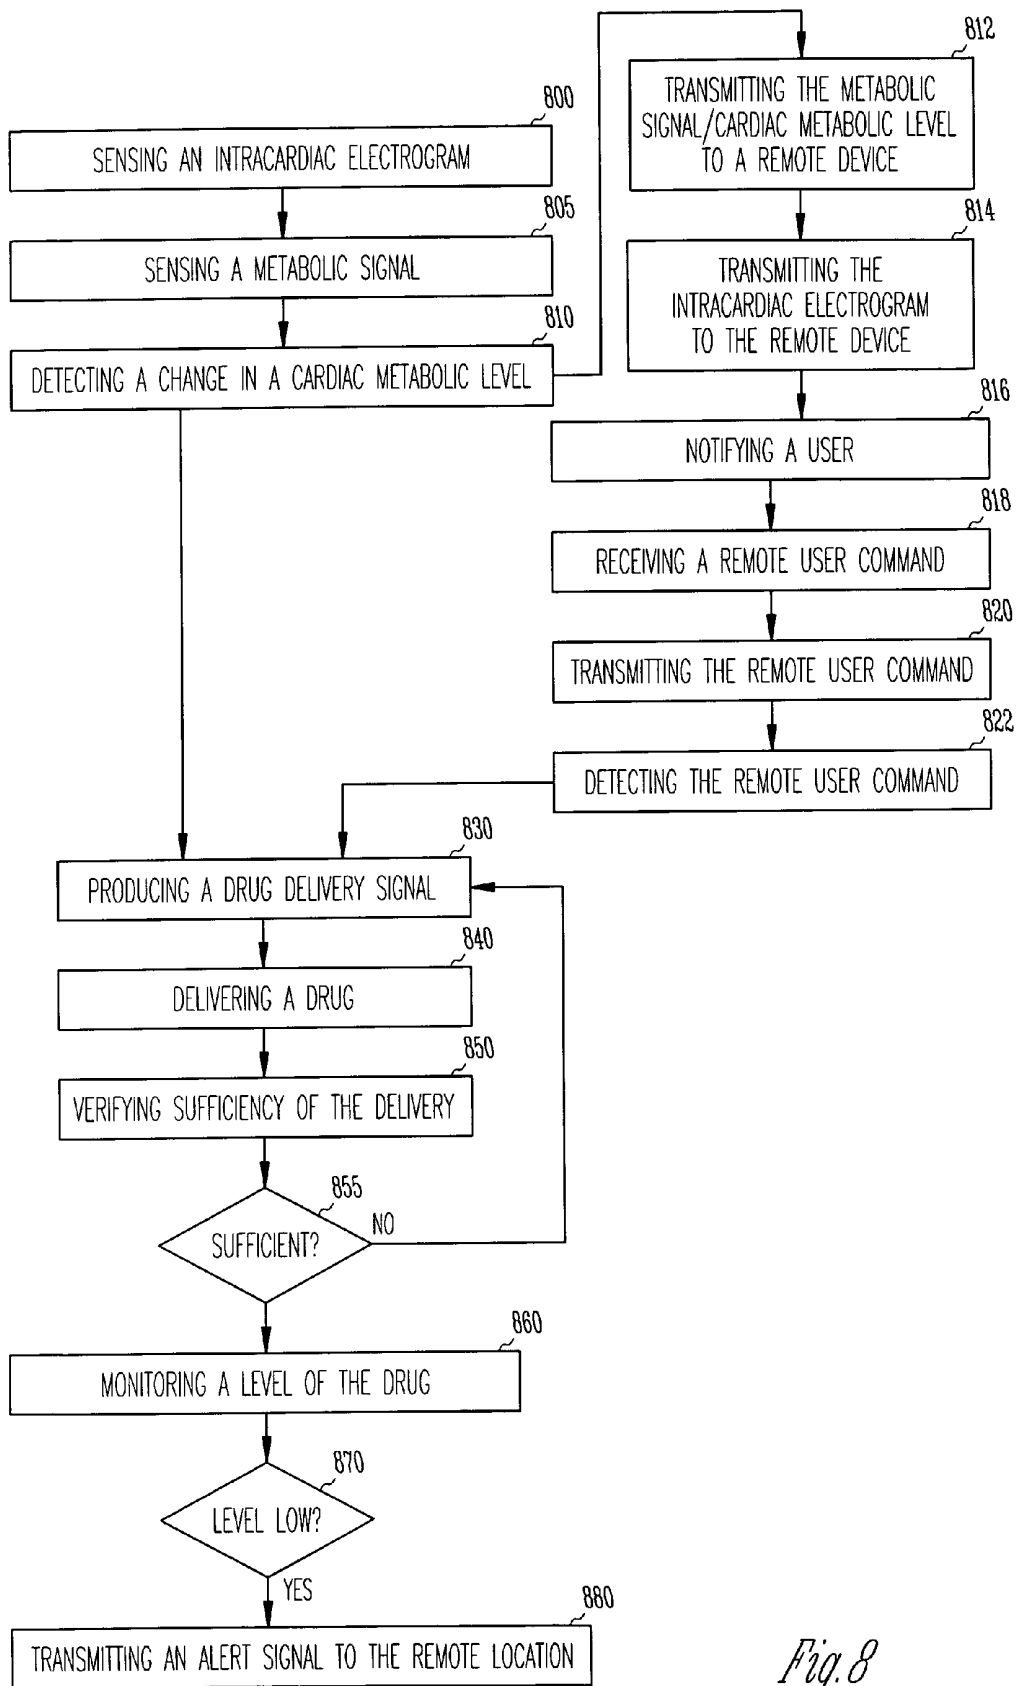 800
SENSING AN INTRACARDIAC ELECTROGRAM
805
SENSING A METABOLIC SIGNAL
810
DETECTING A CHANGE IN A CARDIAC METABOLIC LEVEL
812
TRANSMITTING THE METABOLIC
SIGNAL/CARDIAC METABOLIC LEVEL
TO A REMOTE DEVICE
814
TRANSMITTING THE
INTRACARDIAC ELECTROGRAM
TO THE REMOTE DEVICE
816
NOTIFYING A USER
818
RECEIVING A REMOTE USER COMMAND
820
TRANSMITTING THE REMOTE USER COMMAND
822
DETECTING THE REMOTE USER COMMAND
830
PRODUCING A DRUG DELIVERY SIGNAL
840
DELIVERING A DRUG
850
VERIFYING SUFFICIENCY OF THE DELIVERY
855
SUFFICIENT?
NO
860
MONITORING A LEVEL OF THE DRUG
870
LEVEL LOW?
YES
880
TRANSMITTING AN ALERT SIGNAL TO THE REMOTE LOCATION
Fig.8